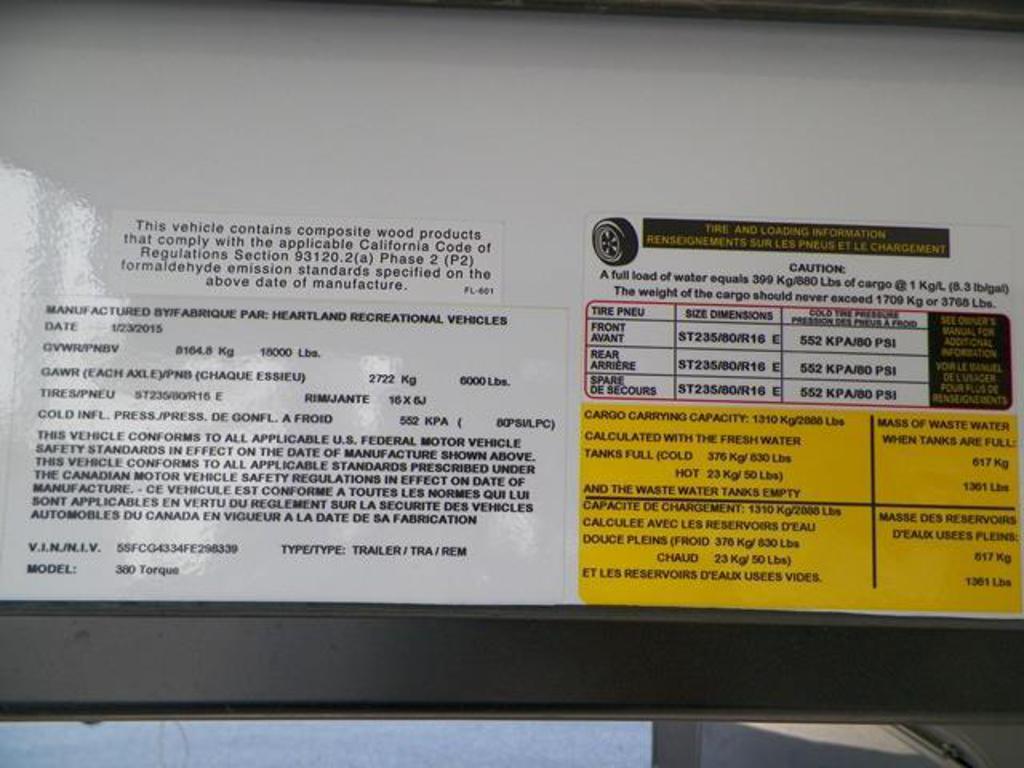 This vehicle contains composite wood products
that comply with the applicable California Code of
Regulations Section 93120.2(a) Phase 2 (P2)
formaldehyde emission standards specified on the
above date of manufacture.
FL-601
MANUFACTURED BY/FABRIQUE PAR: HEARTLAND RECREATIONAL VEHICLES
DATE 1/23/2015
GVWR/PNBV 8164.8 Kg 18000 Lbs.
GAWR (EACH AXLE)/PNB (CHAQUE ESSIEU) 2722 Kg 6000 Lbs.
TIRES/PNEU ST235/80/R16 E RIM/JANTE 16 X 6J
COLD INFL. PRESS./PRESS. DE GONFL. A FROID 552 KPA ( 80PSI/LPC)
THIS VEHICLE CONFORMS TO ALL APPLICABLE U.S. FEDERAL MOTOR VEHICLE
SAFETY STANDARDS IN EFFECT ON THE DATE OF MANUFACTURE SHOWN ABOVE.
THIS VEHICLE CONFORMS TO ALL APPLICABLE STANDARDS PRESCRIBED UNDER
THE CANADIAN MOTOR VEHICLE SAFETY REGULATIONS IN EFFECT ON DATE OF
MANUFACTURE. - CE VEHICULE EST CONFORME A TOUTES LES NORMES QUI LUI
SONT APPLICABLES EN VERTU DU REGLEMENT SUR LA SECURITE DES VEHICLES
AUTOMOBILES DU CANADA EN VIGUEUR A LA DATE DE SA FABRICATION
V.I.N./N.I.V. 5SFCG4334FE298339 TYPE/TYPE: TRAILER / TRA / REM
MODEL: 380 Torque
TIRE AND LOADING INFORMATION
RENSEIGNEMENTS SUR LES PNEUS ET LE CHARGEMENT
CAUTION:
A full load of water equals 399 Kg/880 Lbs of cargo @ 1 Kg/L (8.3 lb/gal)
The weight of the cargo should never exceed 1709 Kg or 3768 Lbs.
TIRE PNEU SIZE DIMENSIONS COLD TIRE PRESSURE
PRESSION DES PNEUS À FROID
FRONT
AVANT ST235/80/R16 E 552 KPA/80 PSI
REAR
ARRIÈRE ST235/80/R16 E 552 KPA/80 PSI
SPARE
DE SECOURS ST235/80/R16 E 552 KPA/80 PSI
SEE OWNER'S
MANUAL FOR
ADDITIONAL
INFORMATION
VOIR LE MANUEL
DE L'USAGER
POUR PLUS DE
RENSEIGNEMENTS
CARGO CARRYING CAPACITY: 1310 Kg/2888 Lbs
CALCULATED WITH THE FRESH WATER
TANKS FULL (COLD 376 Kg/ 830 Lbs
HOT 23 Kg/ 50 Lbs)
AND THE WASTE WATER TANKS EMPTY
MASS OF WASTE WATER
WHEN TANKS ARE FULL:
617 Kg
1361 Lbs
CAPACITE DE CHARGEMENT: 1310 Kg/2888 Lbs
CALCULEE AVEC LES RESERVOIRS D'EAU
DOUCE PLEINS (FROID 376 Kg/ 830 Lbs
CHAUD 23 Kg/ 50 Lbs)
ET LES RESERVOIRS D'EAUX USEES VIDES.
MASSE DES RESERVOIRS
D'EAUX USEES PLEINS:
617 Kg
1361 Lbs